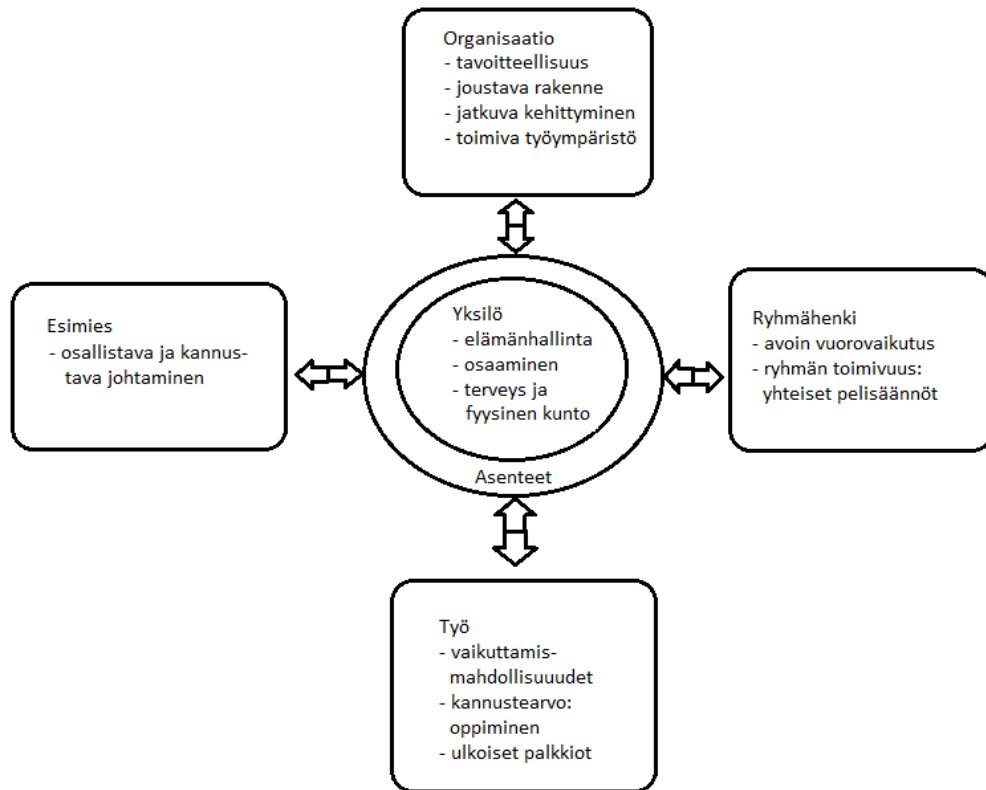 Organisaatio
- tavoitteellisuus
- joustava rakenne
- jatkuva kehittyminen
- toimiva työympäristö
Esimies
- osallistava ja kannus-
tava johtaminen
Yksilö
- elämänhallinta
- osaaminen
- terveys ja
fyysinen kunto
Asenteet
Ryhmähenki
- avoin vuorovaikutus
- ryhmän toimivuus:
yhteiset pelisäännöt
Työ
- vaikuttamis-
mahdollisuuudet
- kannustearvo:
oppiminen
- ulkoiset palkkiot